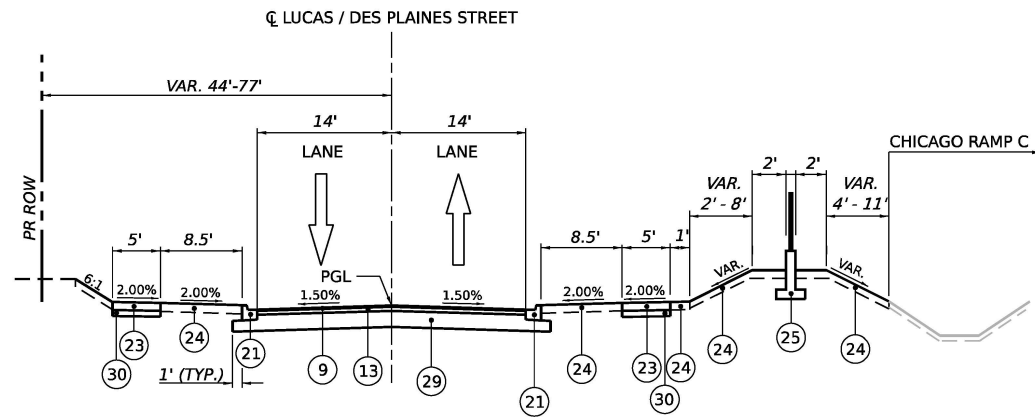 ℄ LUCAS / DES PLAINES STREET
VAR. 44'-77'
14'
14'
LANE
LANE
CHICAGO RAMP C
2'
2'
VAR.
2' - 8'
VAR.
4' - 11'
PR ROW
5'
8.5'
8.5'
5'
1'
PGL
6:1
2.00%
2.00%
1.50%
1.50%
2.00%
2.00%
VAR.
VAR.
30
23
24
21
9
13
29
21
24
23
30
24
24
25
24
1' (TYP.)